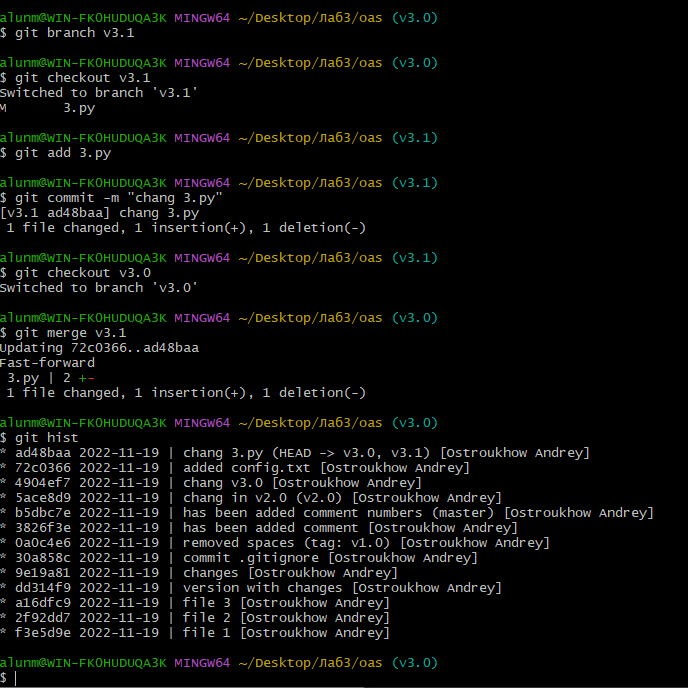 alunm@WIN-FK0HUDUQA3K MINGW64 ~/Desktop/Лаб3/oas (v3.0)
$ git branch v3.1
alunm@WIN-FK0HUDUQA3K MINGW64 ~/Desktop/Лаб3/oas (v3.0)
$ git checkout v3.1
Switched to branch 'v3.1'
M       3.py
alunm@WIN-FK0HUDUQA3K MINGW64 ~/Desktop/Лаб3/oas (v3.1)
$ git add 3.py
alunm@WIN-FK0HUDUQA3K MINGW64 ~/Desktop/Лаб3/oas (v3.1)
$ git commit -m "chang 3.py"
[v3.1 ad48baa] chang 3.py
 1 file changed, 1 insertion(+), 1 deletion(-)
alunm@WIN-FK0HUDUQA3K MINGW64 ~/Desktop/Лаб3/oas (v3.1)
$ git checkout v3.0
Switched to branch 'v3.0'
alunm@WIN-FK0HUDUQA3K MINGW64 ~/Desktop/Лаб3/oas (v3.0)
$ git merge v3.1
Updating 72c0366..ad48baa
Fast-forward
 3.py | 2 +-
 1 file changed, 1 insertion(+), 1 deletion(-)
alunm@WIN-FK0HUDUQA3K MINGW64 ~/Desktop/Лаб3/oas (v3.0)
$ git hist
* ad48baa 2022-11-19 | chang 3.py (HEAD -> v3.0, v3.1) [Ostroukhow Andrey]
* 72c0366 2022-11-19 | added config.txt [Ostroukhow Andrey]
* 4904ef7 2022-11-19 | chang v3.0 [Ostroukhow Andrey]
* 5ace8d9 2022-11-19 | chang in v2.0 (v2.0) [Ostroukhow Andrey]
* b5dbc7e 2022-11-19 | has been added comment numbers (master) [Ostroukhow Andrey]
* 3826f3e 2022-11-19 | has been added comment [Ostroukhow Andrey]
* 0a0c4e6 2022-11-19 | removed spaces (tag: v1.0) [Ostroukhow Andrey]
* 30a858c 2022-11-19 | commit .gitignore [Ostroukhow Andrey]
* 9e19a81 2022-11-19 | changes [Ostroukhow Andrey]
* dd314f9 2022-11-19 | version with changes [Ostroukhow Andrey]
* a16dfc9 2022-11-19 | file 3 [Ostroukhow Andrey]
* 2f92dd7 2022-11-19 | file 2 [Ostroukhow Andrey]
* f3e5d9e 2022-11-19 | file 1 [Ostroukhow Andrey]
alunm@WIN-FK0HUDUQA3K MINGW64 ~/Desktop/Лаб3/oas (v3.0)
$